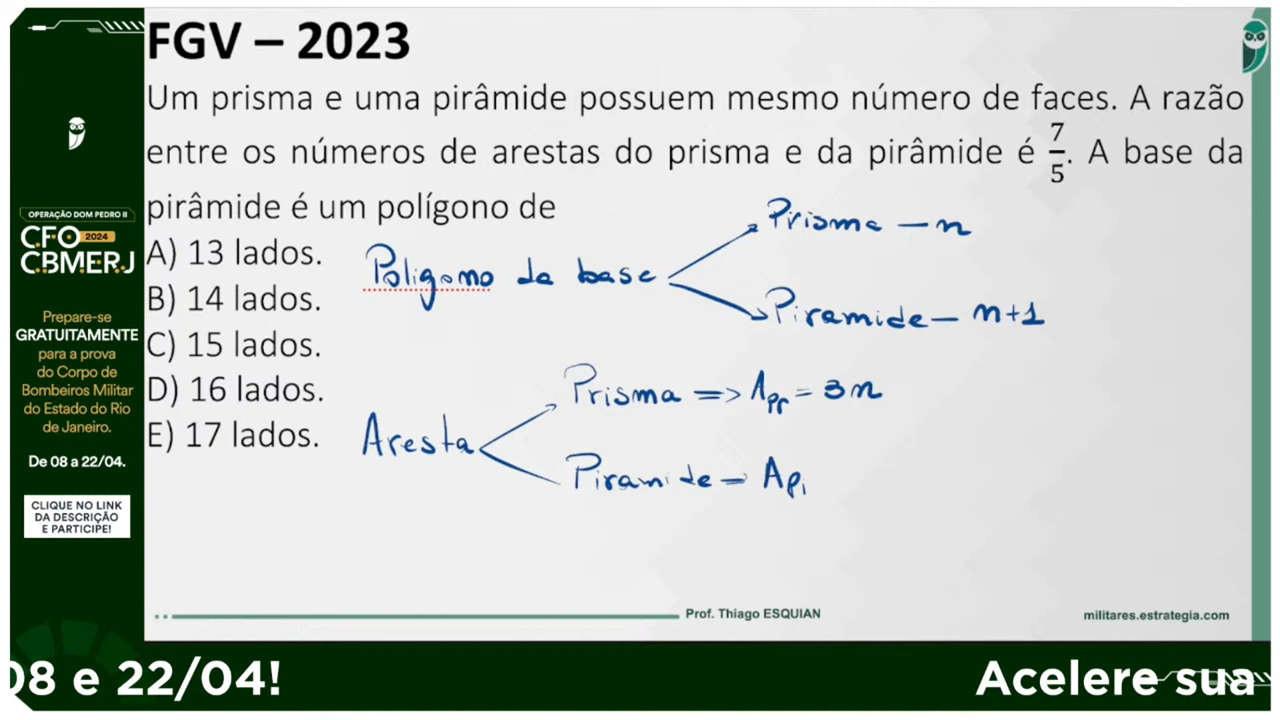 FGV – 2023
Um prisma e uma pirâmide possuem mesmo número de faces. A razão
entre os números de arestas do prisma e da pirâmide é 7/5. A base da
pirâmide é um polígono de
A) 13 lados.
B) 14 lados.
C) 15 lados.
D) 16 lados.
E) 17 lados.
Poligono da base
Prisma – n
Piramide – n+1
Aresta
Prisma => Apr = 3n
Piramide – Api
OPERAÇÃO DOM PEDRO II
CFO 2024
CBMERJ
Prepare-se
GRATUITAMENTE
para a prova
do Corpo de
Bombeiros Militar
do Estado do Rio
de Janeiro.
De 08 a 22/04.
CLIQUE NO LINK
DA DESCRIÇÃO
E PARTICIPE!
Prof. Thiago ESQUIAN
militares.estrategia.com
08 e 22/04!
Acelere sua